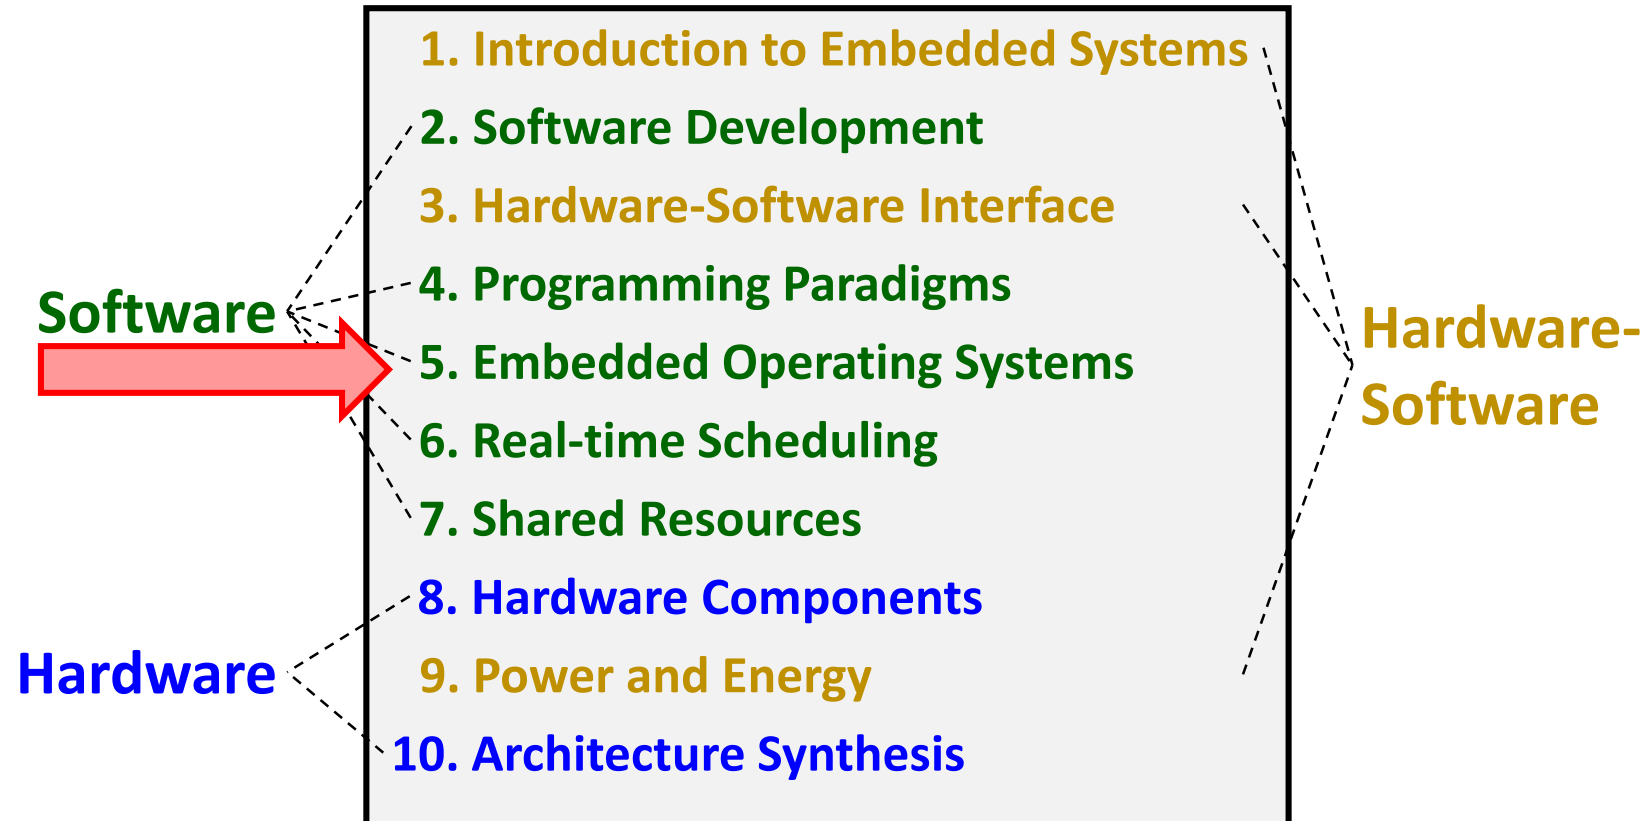 1. Introduction to Embedded Systems
2. Software Development
3. Hardware-Software Interface
4. Programming Paradigms
5. Embedded Operating Systems
6. Real-time Scheduling
7. Shared Resources
8. Hardware Components
9. Power and Energy
10. Architecture Synthesis
Software
Hardware
Hardware-
Software